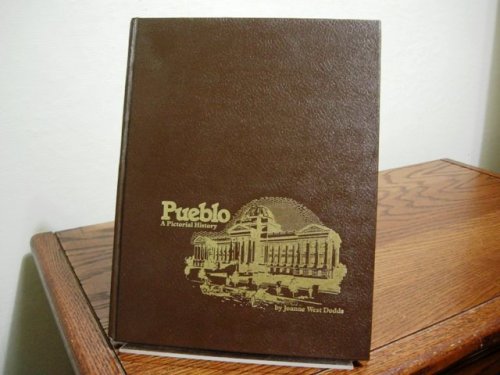 Pueblo
A Pictorial History
by Joanne West Dodds